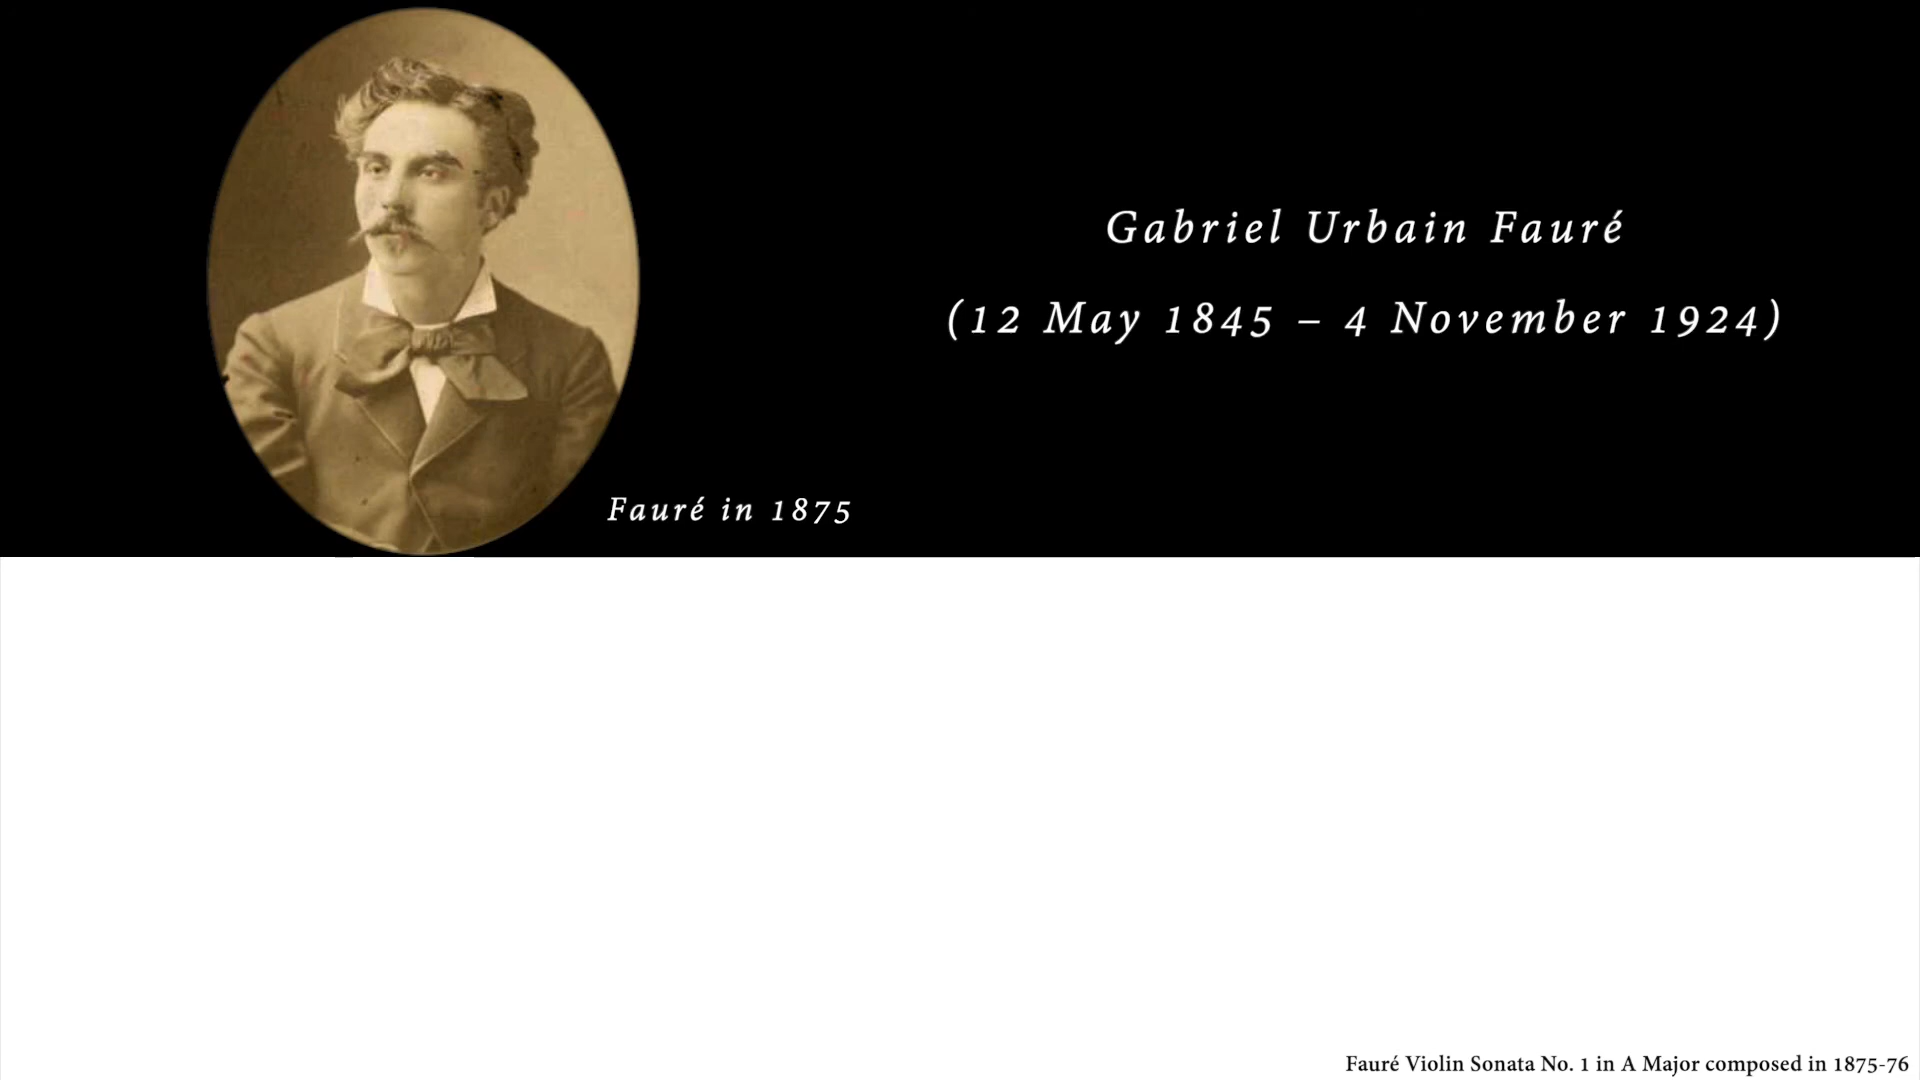 Gabriel Urbain Fauré
(12 May 1845 – 4 November 1924)
Fauré in 1875
Fauré Violin Sonata No. 1 in A Major composed in 1875-76